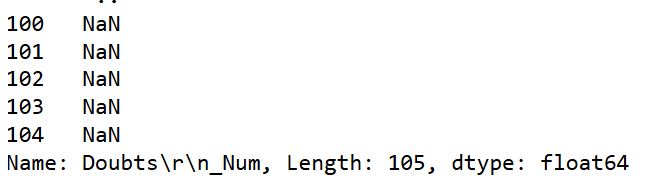 100 NaN
101 NaN
102 NaN
103 NaN
104 NaN
Name: Doubts\r\n_Num, Length: 105, dtype: float64